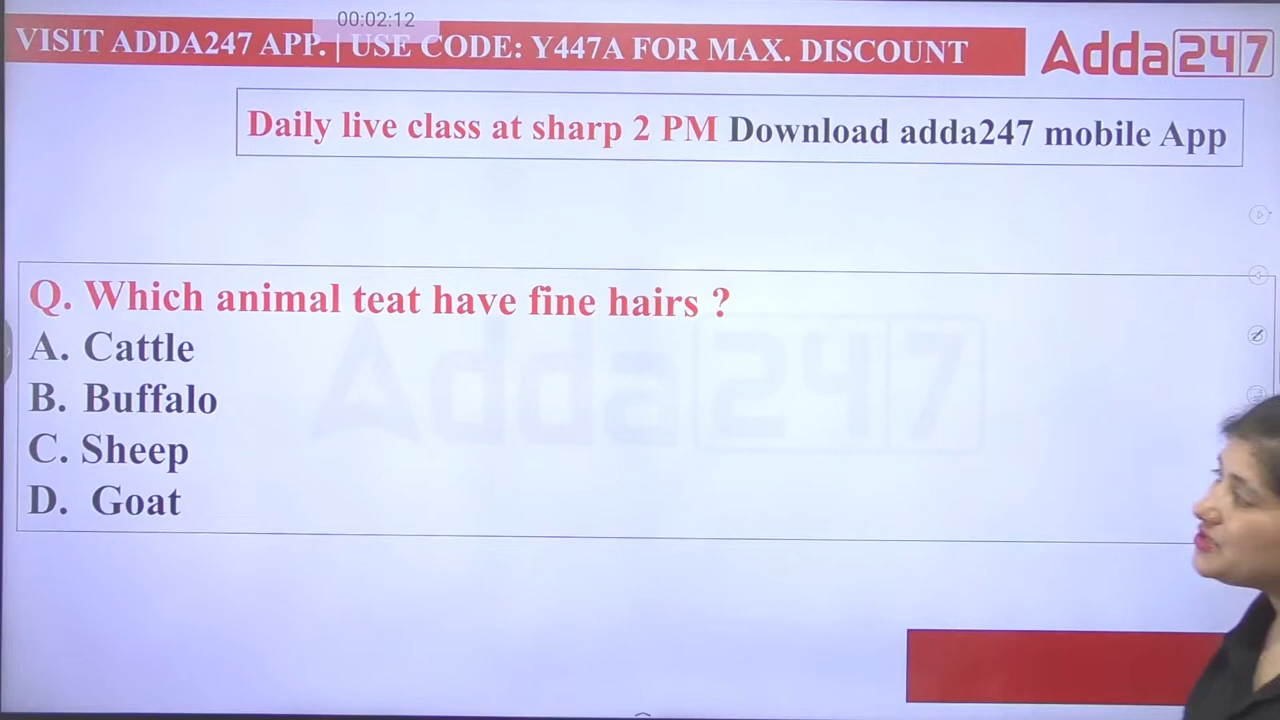 00:02:12
VISIT ADDA247 APP. | USE CODE: Y447A FOR MAX. DISCOUNT
Adda247
Daily live class at sharp 2 PM Download adda247 mobile App
Q. Which animal teat have fine hairs ?
A. Cattle
B. Buffalo
C. Sheep
D. Goat
Adda247